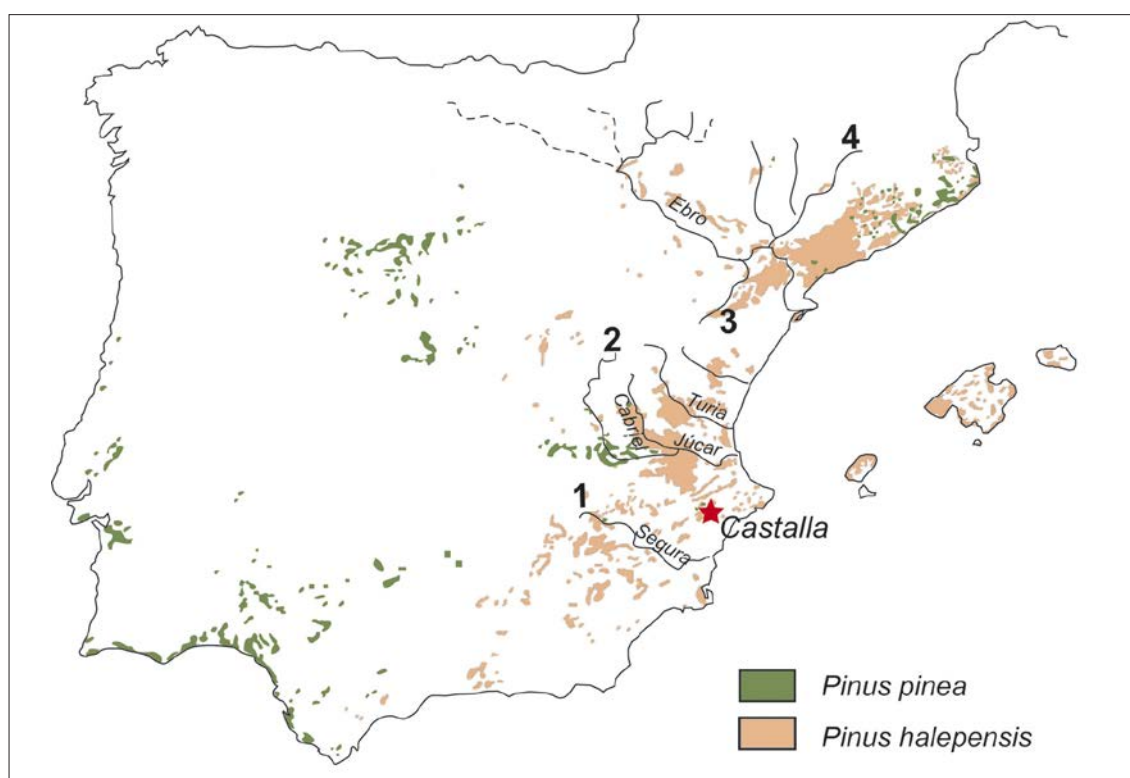 4
Ebro
3
2
Turia
Cabriel
Júcar
1
Castalla
Segura
Pinus pinea
Pinus halepensis